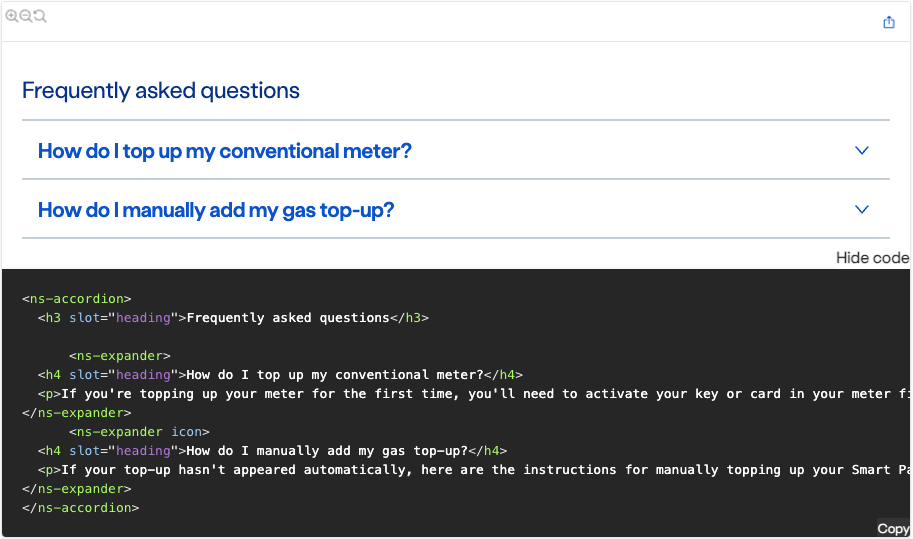 Frequently asked questions
How do I top up my conventional meter?
How do I manually add my gas top-up?
Hide code
<ns-accordion>
<h3 slot="heading">Frequently asked questions</h3>
<ns-expander>
<h4 slot="heading">How do I top up my conventional meter?</h4>
<p>If you're topping up your meter for the first time, you'll need to activate your key or card in your meter fi
</ns-expander>
<ns-expander icon>
<h4 slot="heading">How do I manually add my gas top-up?</h4>
<p>If your top-up hasn't appeared automatically, here are the instructions for manually topping up your Smart Pa
</ns-expander>
</ns-accordion>
Copy